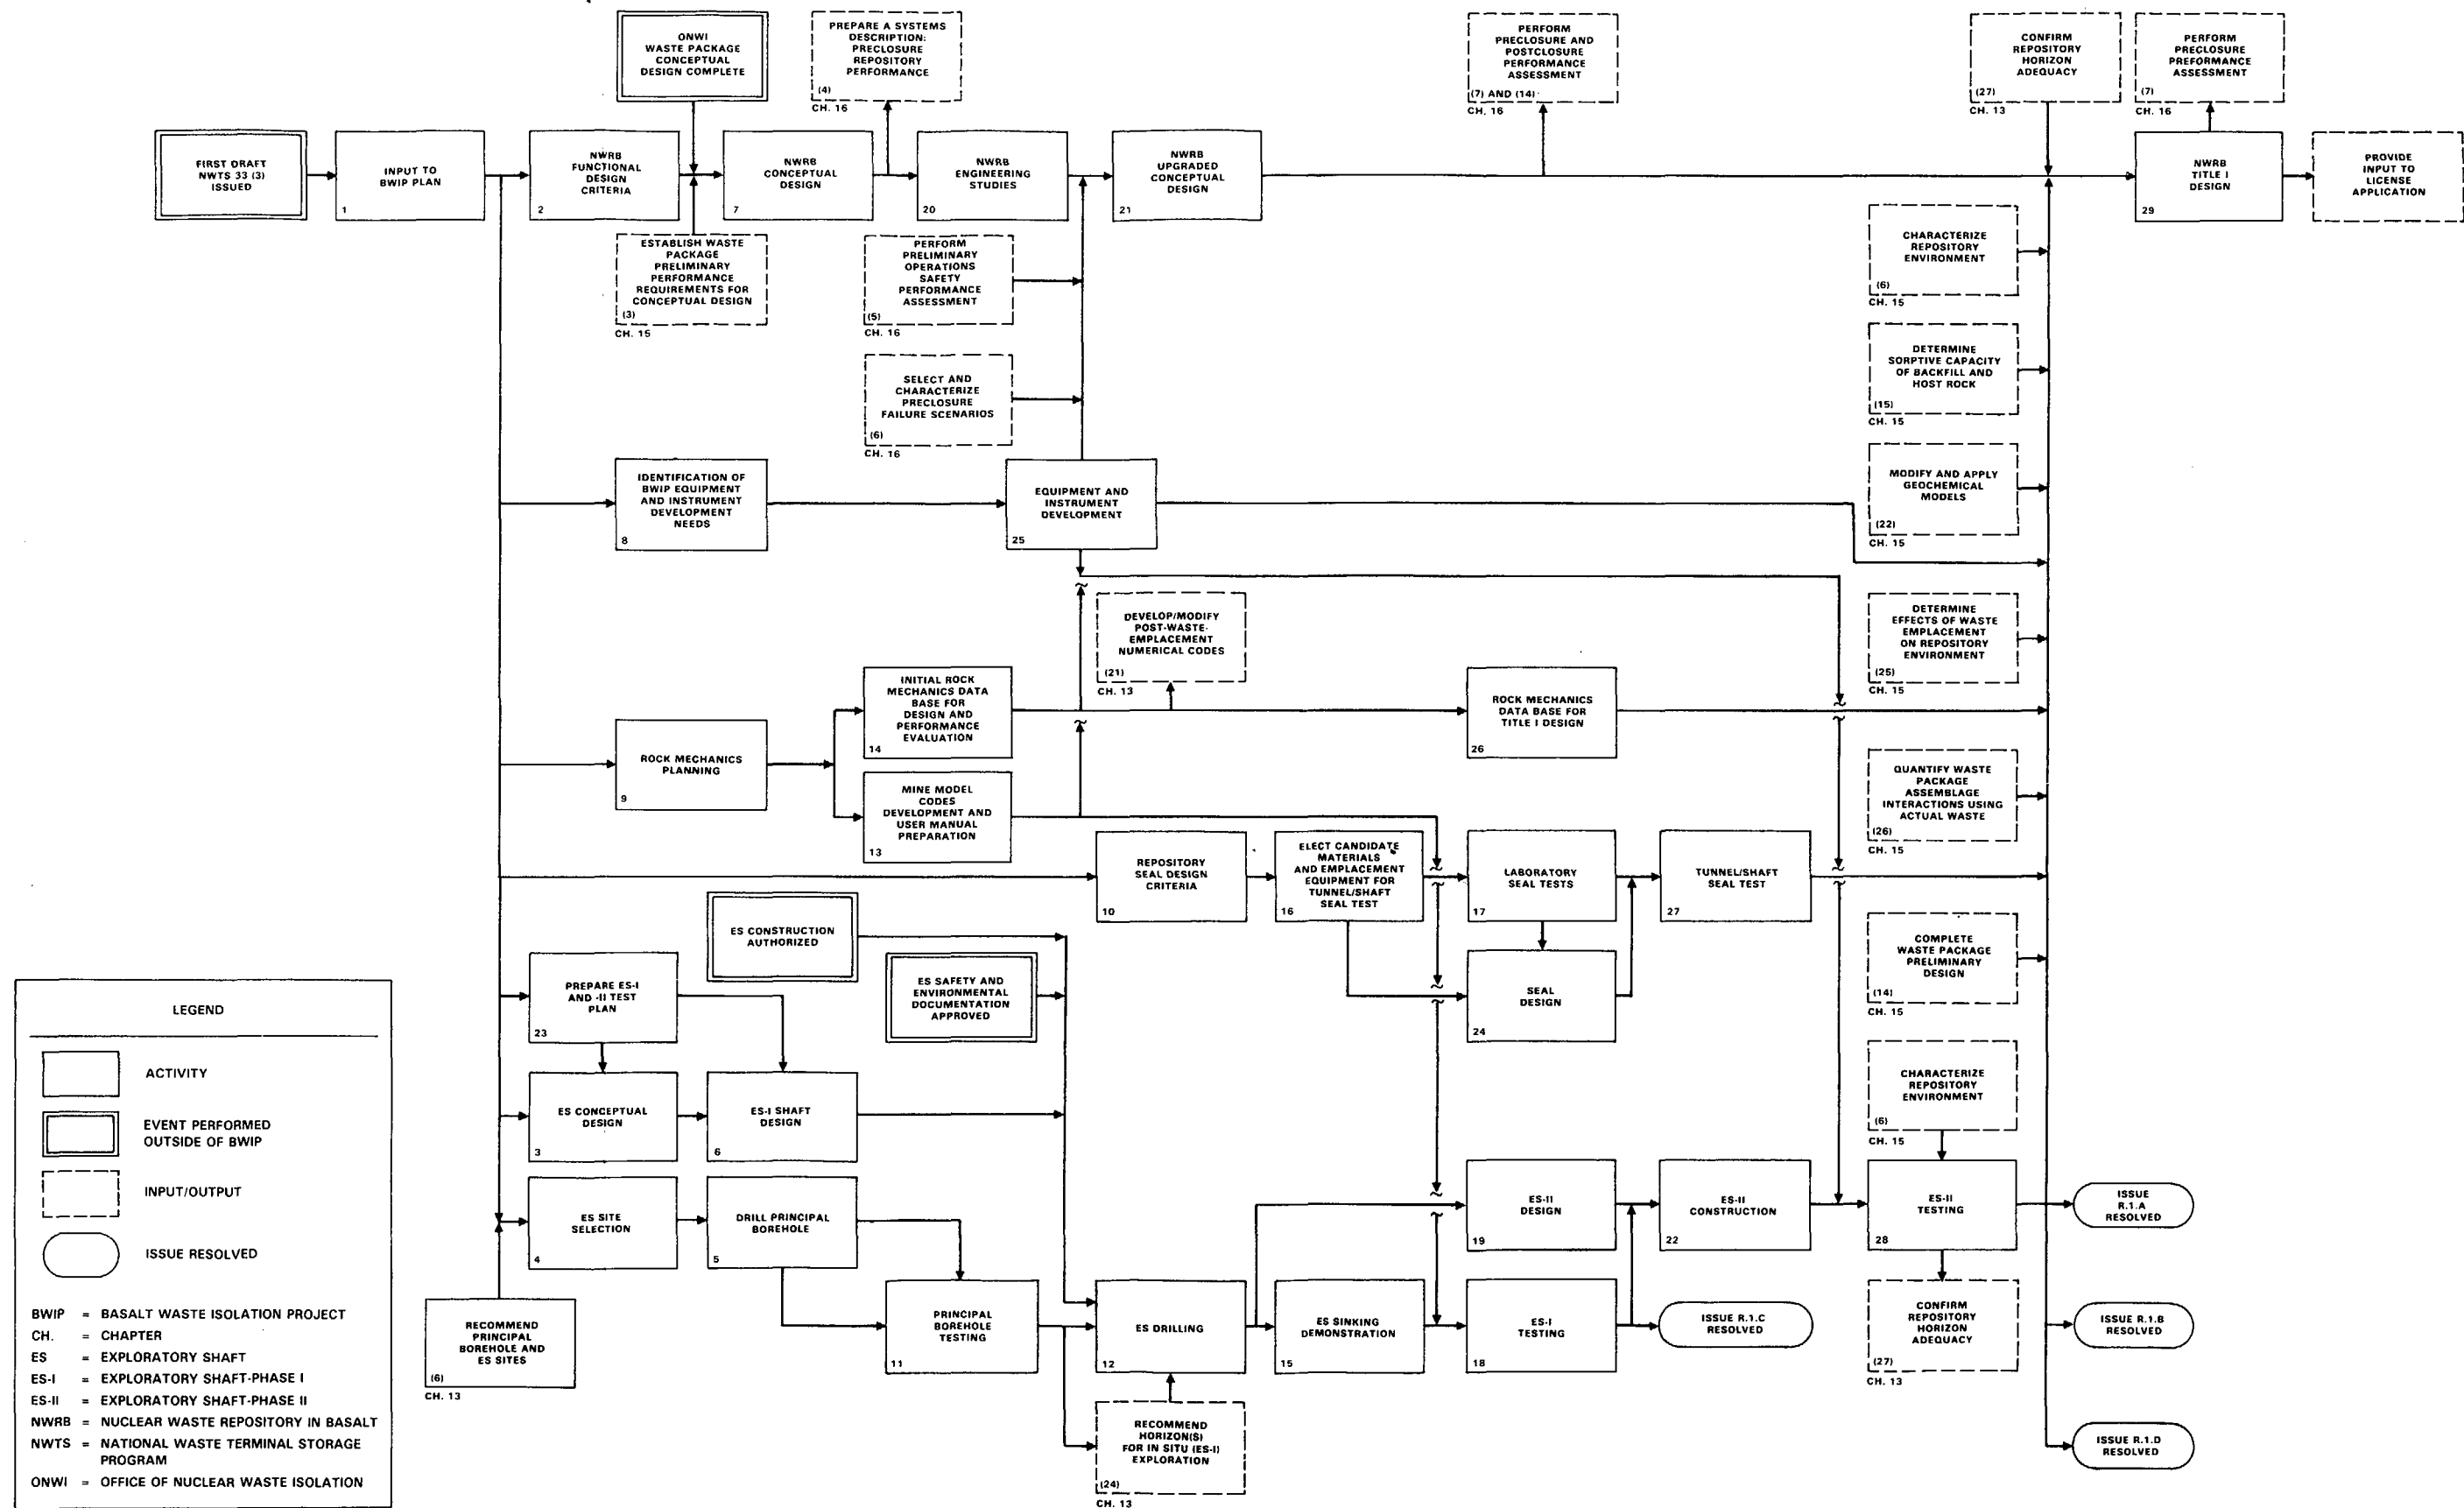 ONWI
WASTE PACKAGE
CONCEPTUAL
DESIGN COMPLETE
PREPARE A SYSTEMS
DESCRIPTION:
PRECLOSURE
REPOSITORY
PERFORMANCE
(4)
CH. 16
PERFORM
PRECLOSURE AND
POSTCLOSURE
PERFORMANCE
ASSESSMENT
(7) AND (14)
CH. 16
CONFIRM
REPOSITORY
HORIZON
ADEQUACY
(27)
CH. 13
PERFORM
PRECLOSURE
PREFORMANCE
ASSESSMENT
(7)
CH. 16
FIRST DRAFT
NWTS 33 (3)
ISSUED
INPUT TO
BWIP PLAN
1
NWRB
FUNCTIONAL
DESIGN
CRITERIA
2
NWRB
CONCEPTUAL
DESIGN
7
NWRB
ENGINEERING
STUDIES
20
NWRB
UPGRADED
CONCEPTUAL
DESIGN
21
NWRB
TITLE I
DESIGN
29
PROVIDE
INPUT TO
LICENSE
APPLICATION
ESTABLISH WASTE
PACKAGE
PRELIMINARY
PERFORMANCE
REQUIREMENTS FOR
CONCEPTUAL DESIGN
(3)
CH. 15
PERFORM
PRELIMINARY
OPERATIONS
SAFETY
PERFORMANCE
ASSESSMENT
(5)
CH. 16
CHARACTERIZE
REPOSITORY
ENVIRONMENT
(6)
CH. 15
SELECT AND
CHARACTERIZE
PRECLOSURE
FAILURE SCENARIOS
(6)
CH. 16
DETERMINE
SORPTIVE CAPACITY
OF BACKFILL AND
HOST ROCK
(15)
CH. 15
IDENTIFICATION OF
BWIP EQUIPMENT
AND INSTRUMENT
DEVELOPMENT
NEEDS
8
EQUIPMENT AND
INSTRUMENT
DEVELOPMENT
25
MODIFY AND APPLY
GEOCHEMICAL
MODELS
(22)
CH. 15
DEVELOP/MODIFY
POST-WASTE-
EMPLACEMENT
NUMERICAL CODES
(21)
CH. 13
DETERMINE
EFFECTS OF WASTE
EMPLACEMENT
ON REPOSITORY
ENVIRONMENT
(25)
CH. 15
INITIAL ROCK
MECHANICS DATA
BASE FOR
DESIGN AND
PERFORMANCE
EVALUATION
14
ROCK MECHANICS
DATA BASE FOR
TITLE I DESIGN
26
ROCK MECHANICS
PLANNING
9
MINE MODEL
CODES
DEVELOPMENT AND
USER MANUAL
PREPARATION
13
QUANTIFY WASTE
PACKAGE
ASSEMBLAGE
INTERACTIONS USING
ACTUAL WASTE
(26)
CH. 15
REPOSITORY
SEAL DESIGN
CRITERIA
10
ELECT CANDIDATE
MATERIALS
AND EMPLACEMENT
EQUIPMENT FOR
TUNNEL/SHAFT
SEAL TEST
16
LABORATORY
SEAL TESTS
17
TUNNEL/SHAFT
SEAL TEST
27
ES CONSTRUCTION
AUTHORIZED
ES SAFETY AND
ENVIRONMENTAL
DOCUMENTATION
APPROVED
PREPARE ES-I
AND -II TEST
PLAN
23
SEAL
DESIGN
24
COMPLETE
WASTE PACKAGE
PRELIMINARY
DESIGN
(14)
CH. 15
ES CONCEPTUAL
DESIGN
3
ES-I SHAFT
DESIGN
6
CHARACTERIZE
REPOSITORY
ENVIRONMENT
(6)
CH. 15
ES SITE
SELECTION
4
DRILL PRINCIPAL
BOREHOLE
5
ES-II
DESIGN
19
ES-II
CONSTRUCTION
22
ES-II
TESTING
28
ISSUE
R.1.A
RESOLVED
RECOMMEND
PRINCIPAL
BOREHOLE AND
ES SITES
(6)
CH. 13
PRINCIPAL
BOREHOLE
TESTING
11
ES DRILLING
12
ES SINKING
DEMONSTRATION
15
ES-I
TESTING
18
ISSUE R.1.C
RESOLVED
CONFIRM
REPOSITORY
HORIZON
ADEQUACY
(27)
CH. 13
ISSUE R.1.B
RESOLVED
RECOMMEND
HORIZON(S)
FOR IN SITU (ES-I)
EXPLORATION
(24)
CH. 13
ISSUE R.1.D
RESOLVED
LEGEND
ACTIVITY
EVENT PERFORMED
OUTSIDE OF BWIP
INPUT/OUTPUT
ISSUE RESOLVED
BWIP = BASALT WASTE ISOLATION PROJECT
CH. = CHAPTER
ES = EXPLORATORY SHAFT
ES-I = EXPLORATORY SHAFT-PHASE I
ES-II = EXPLORATORY SHAFT-PHASE II
NWRB = NUCLEAR WASTE REPOSITORY IN BASALT
NWTS = NATIONAL WASTE TERMINAL STORAGE
PROGRAM
ONWI = OFFICE OF NUCLEAR WASTE ISOLATION